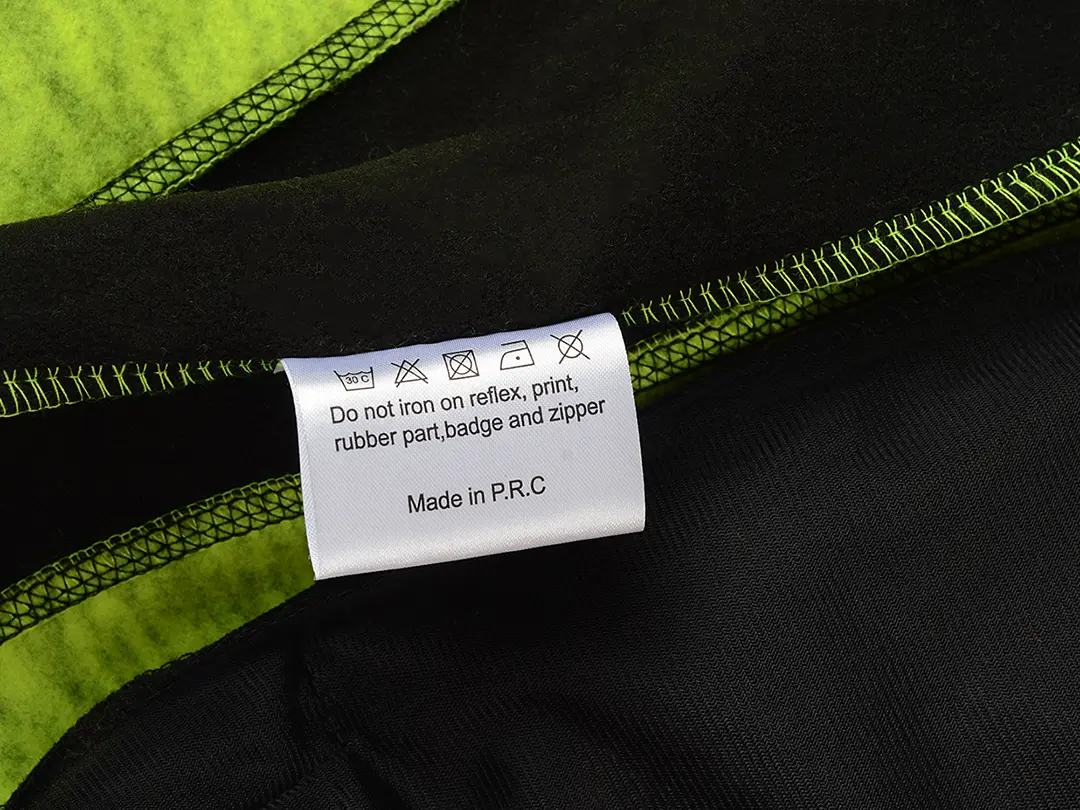 30 C
Do not iron on reflex, print,
rubber part,badge and zipper
Made in P.R.C